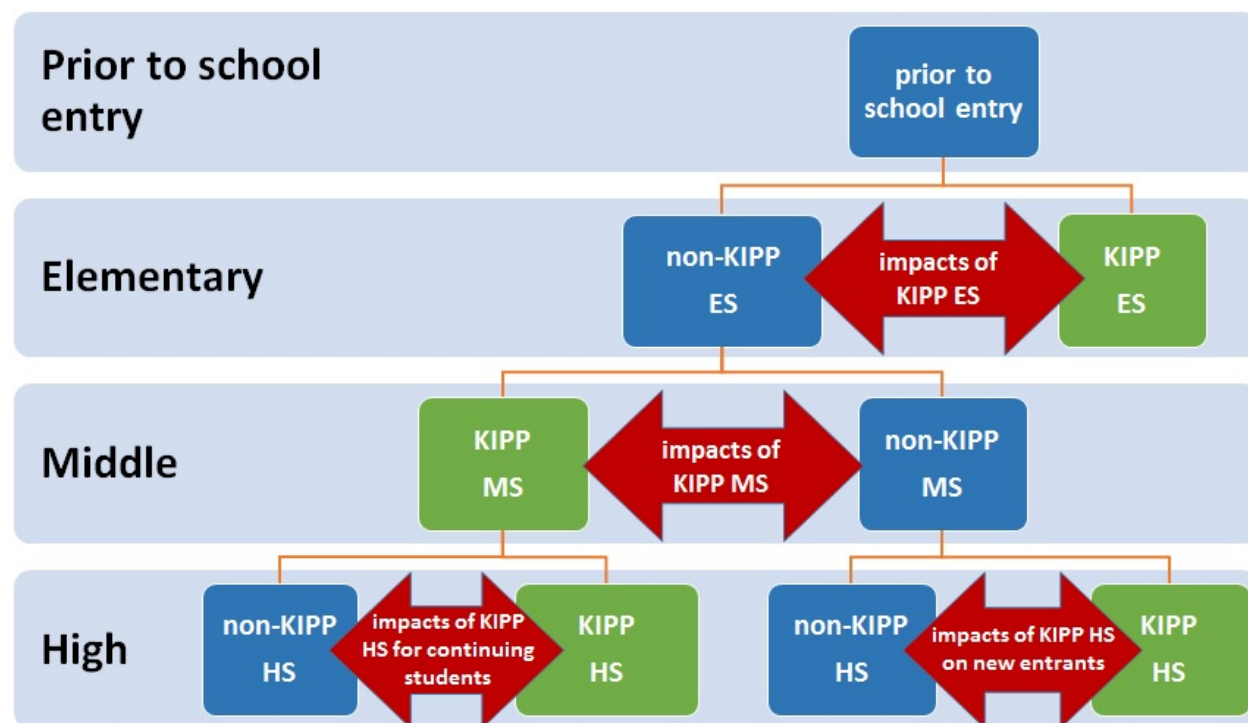 Prior to school
entry
prior to
school entry
Elementary
non-KIPP
ES
impacts of
KIPP ES
KIPP
ES
Middle
KIPP
MS
impacts of
KIPP MS
non-KIPP
MS
High
non-KIPP
HS
impacts of KIPP
HS for continuing
students
KIPP
HS
non-KIPP
HS
impacts of KIPP HS
on new entrants
KIPP
HS